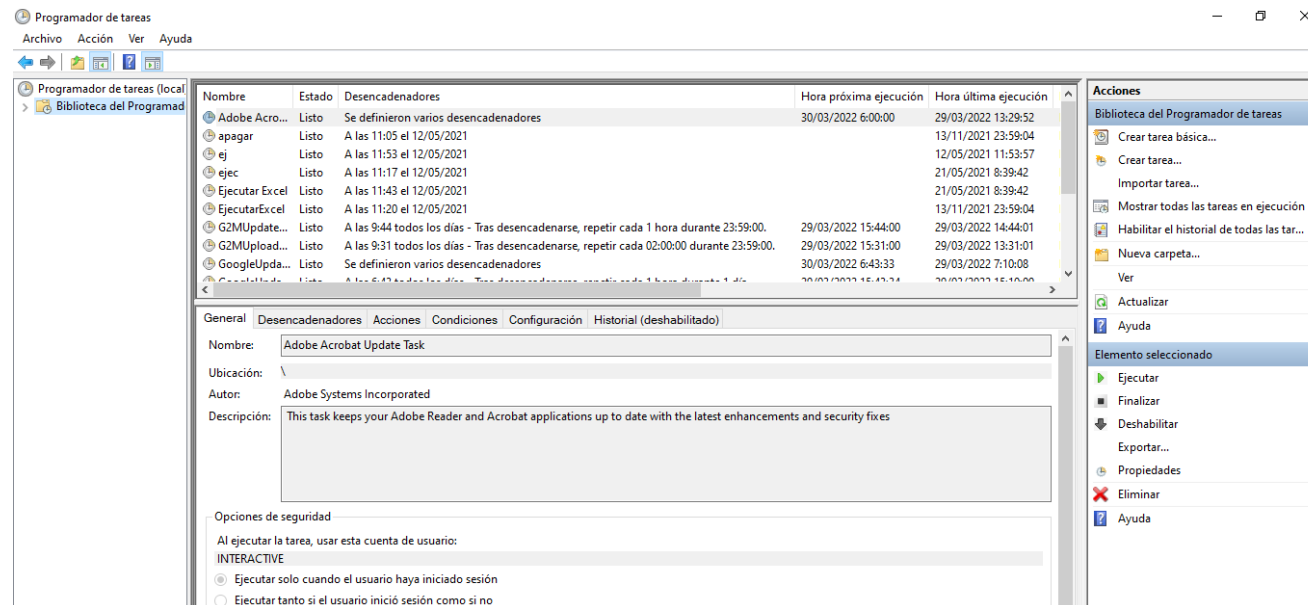 Programador de tareas
Archivo Acción Ver Ayuda
Programador de tareas (local
Biblioteca del Programad
Nombre Estado Desencadenadores Hora próxima ejecución Hora última ejecución
Adobe Acro... Listo Se definieron varios desencadenadores 30/03/2022 6:00:00 29/03/2022 13:29:52
apagar Listo A las 11:05 el 12/05/2021 13/11/2021 23:59:04
ej Listo A las 11:53 el 12/05/2021 12/05/2021 11:53:57
ejec Listo A las 11:17 el 12/05/2021 21/05/2021 8:39:42
Ejecutar Excel Listo A las 11:43 el 12/05/2021 21/05/2021 8:39:42
EjecutarExcel Listo A las 11:20 el 12/05/2021 13/11/2021 23:59:04
G2MUpdate... Listo A las 9:44 todos los días - Tras desencadenarse, repetir cada 1 hora durante 23:59:00. 29/03/2022 15:44:00 29/03/2022 14:44:01
G2MUpload... Listo A las 9:31 todos los días - Tras desencadenarse, repetir cada 02:00:00 durante 23:59:00. 29/03/2022 15:31:00 29/03/2022 13:31:01
GoogleUpda... Listo Se definieron varios desencadenadores 30/03/2022 6:43:33 29/03/2022 7:10:08
General Desencadenadores Acciones Condiciones Configuración Historial (deshabilitado)
Nombre: Adobe Acrobat Update Task
Ubicación: \
Autor: Adobe Systems Incorporated
Descripción: This task keeps your Adobe Reader and Acrobat applications up to date with the latest enhancements and security fixes
Opciones de seguridad
Al ejecutar la tarea, usar esta cuenta de usuario:
INTERACTIVE
Ejecutar solo cuando el usuario haya iniciado sesión
Ejecutar tanto si el usuario inició sesión como si no
Acciones
Biblioteca del Programador de tareas
Crear tarea básica...
Crear tarea...
Importar tarea...
Mostrar todas las tareas en ejecución
Habilitar el historial de todas las tar...
Nueva carpeta...
Ver
Actualizar
Ayuda
Elemento seleccionado
Ejecutar
Finalizar
Deshabilitar
Exportar...
Propiedades
Eliminar
Ayuda